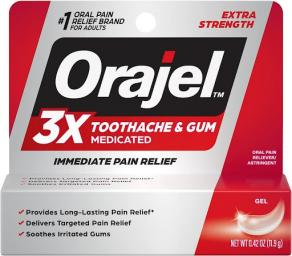 #1 ORAL PAIN
RELIEF BRAND
FOR ADULTS
EXTRA
STRENGTH
Orajel™
3X TOOTHACHE & GUM
MEDICATED
ORAL PAIN
RELIEVER/
ASTRINGENT
IMMEDIATE PAIN RELIEF
✓ Provides Long-Lasting Pain Relief*
✓ Delivers Targeted Pain Relief
✓ Soothes Irritated Gums
✓ Provides Long-Lasting Pain Relief*
✓ Delivers Targeted Pain Relief
✓ Soothes Irritated Gums
GEL
NET WT 0.42 OZ (11.9 g)